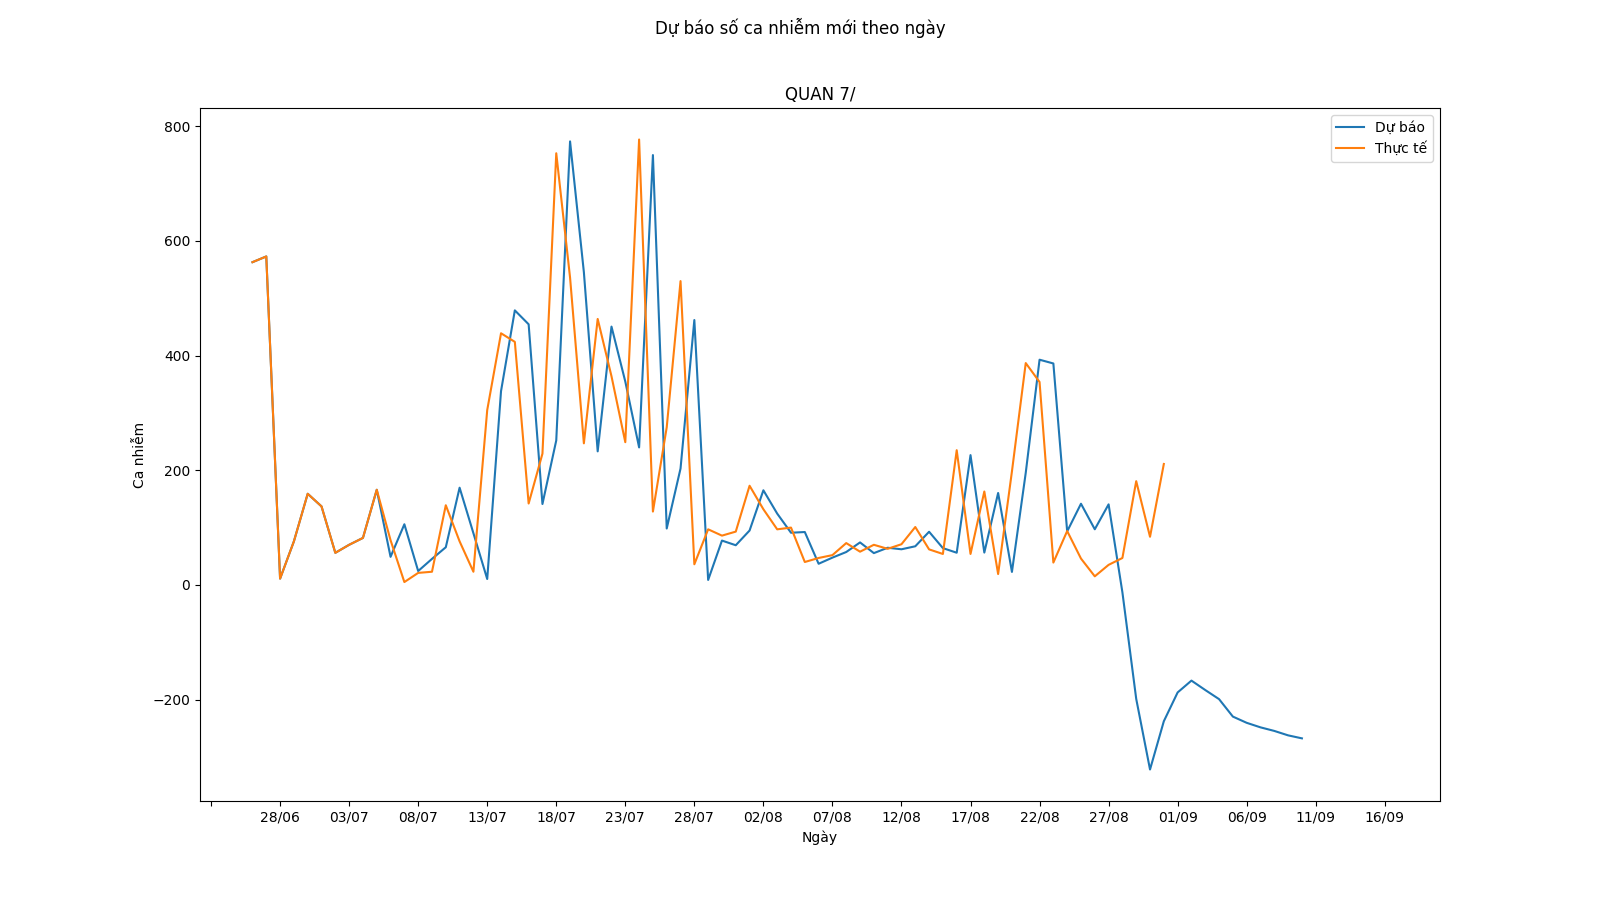 Dự báo số ca nhiễm mới theo ngày
QUAN 7/
Dự báo
Thực tế
800
600
400
200
0
−200
Ca nhiễm
28/06 03/07 08/07 13/07 18/07 23/07 28/07 02/08 07/08 12/08 17/08 22/08 27/08 01/09 06/09 11/09 16/09
Ngày